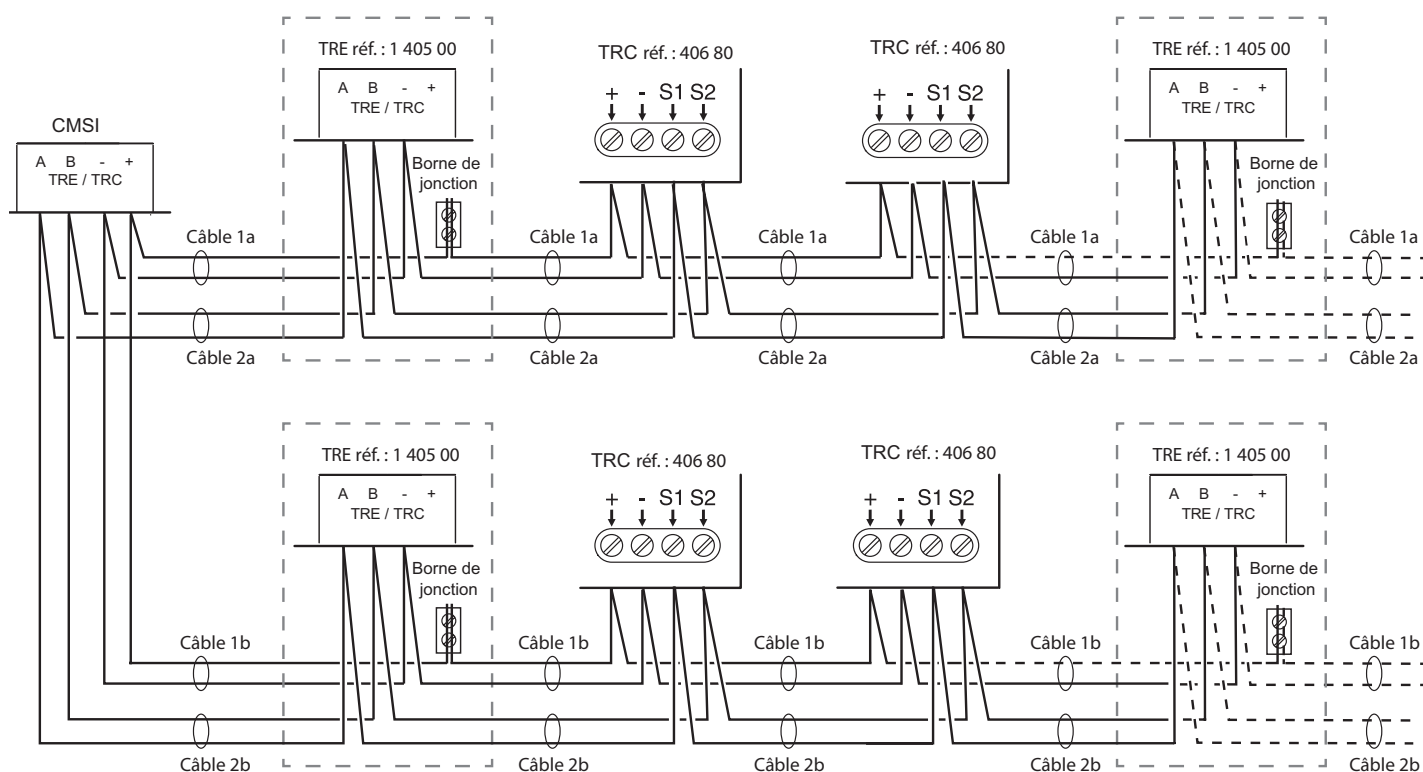 TRE réf. : 1 405 00
TRC réf. : 406 80
TRC réf. : 406 80
TRE réf. : 1 405 00
A B - +
TRE / TRC
+ - S1 S2
+ - S1 S2
A B - +
TRE / TRC
CMSI
A B - +
TRE / TRC
Borne de
jonction
Borne de
jonction
Câble 1a
Câble 1a
Câble 1a
Câble 1a
Câble 1a
Câble 2a
Câble 2a
Câble 2a
Câble 2a
Câble 2a
TRE réf. : 1 405 00
TRC réf. : 406 80
TRC réf. : 406 80
TRE réf. : 1 405 00
A B - +
TRE / TRC
+ - S1 S2
+ - S1 S2
A B - +
TRE / TRC
Borne de
jonction
Borne de
jonction
Câble 1b
Câble 1b
Câble 1b
Câble 1b
Câble 1b
Câble 2b
Câble 2b
Câble 2b
Câble 2b
Câble 2b